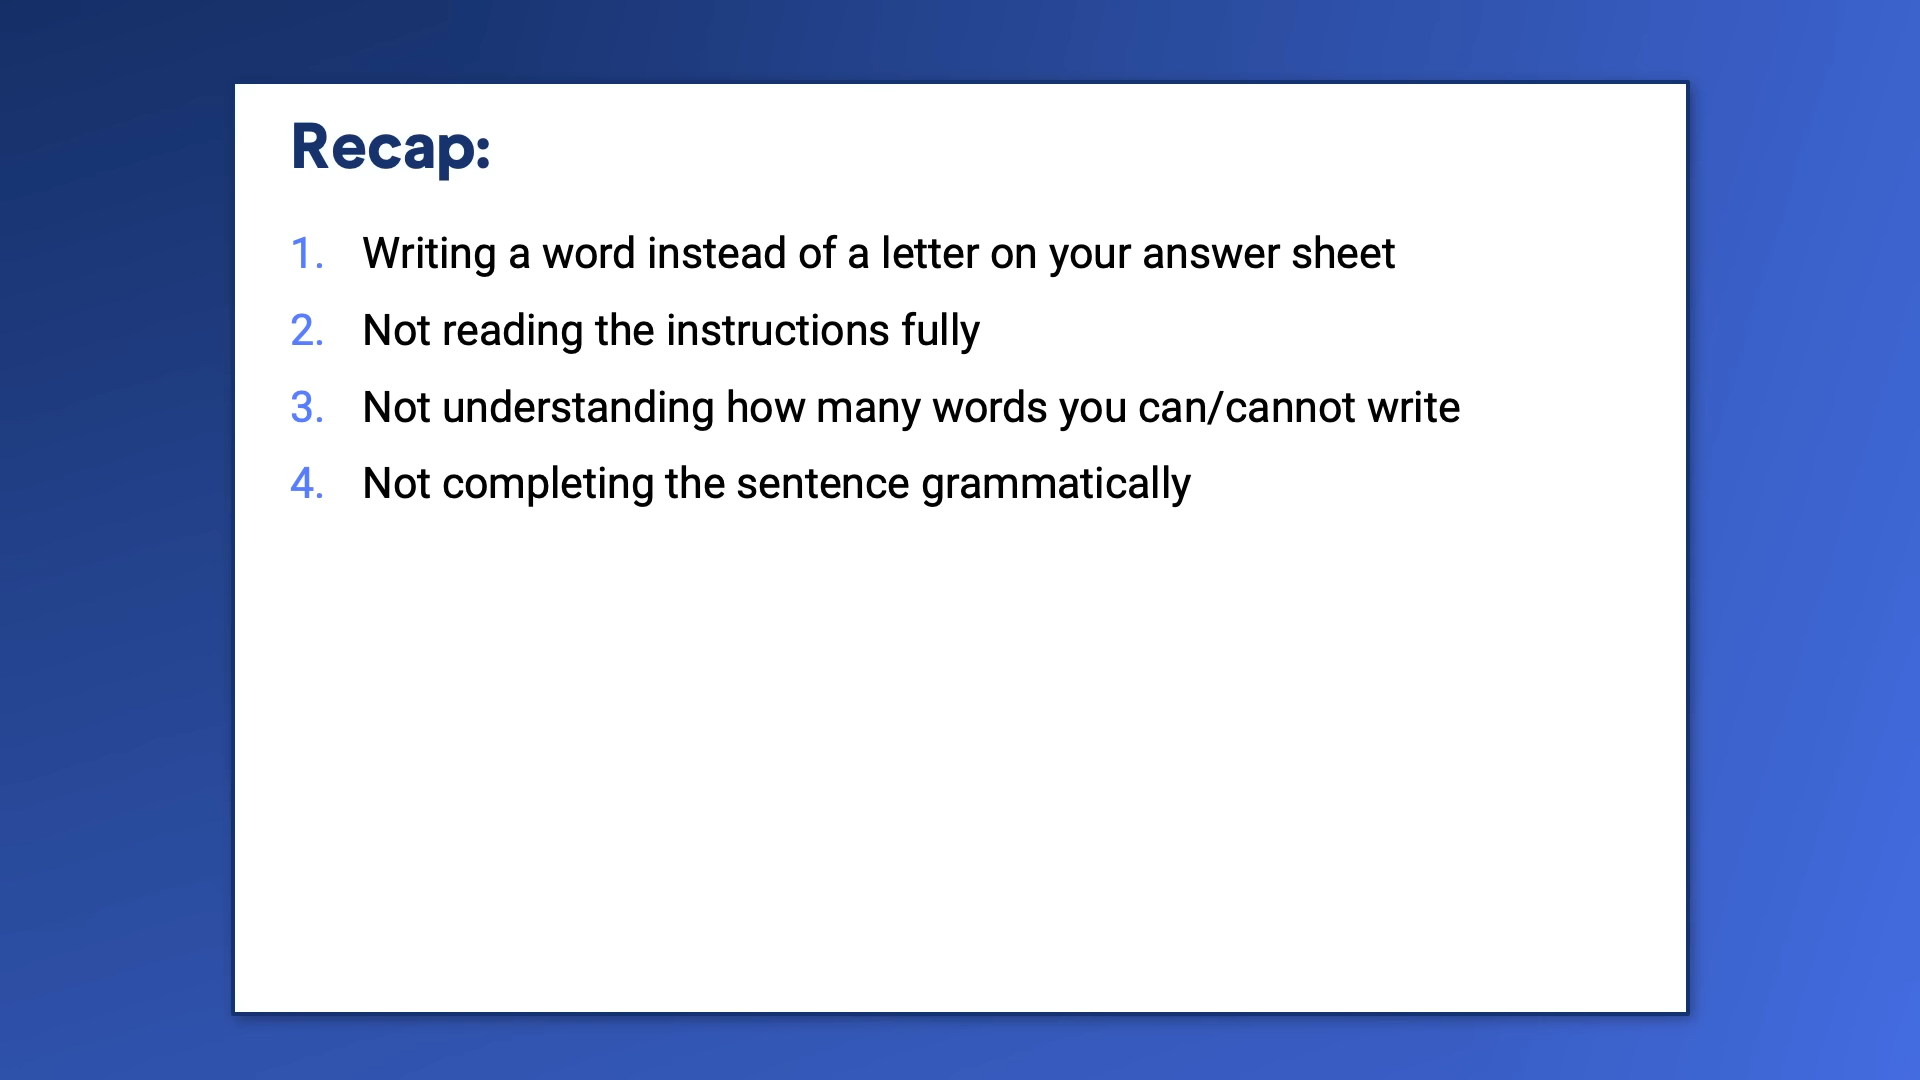 Recap:
1. Writing a word instead of a letter on your answer sheet
2. Not reading the instructions fully
3. Not understanding how many words you can/cannot write
4. Not completing the sentence grammatically